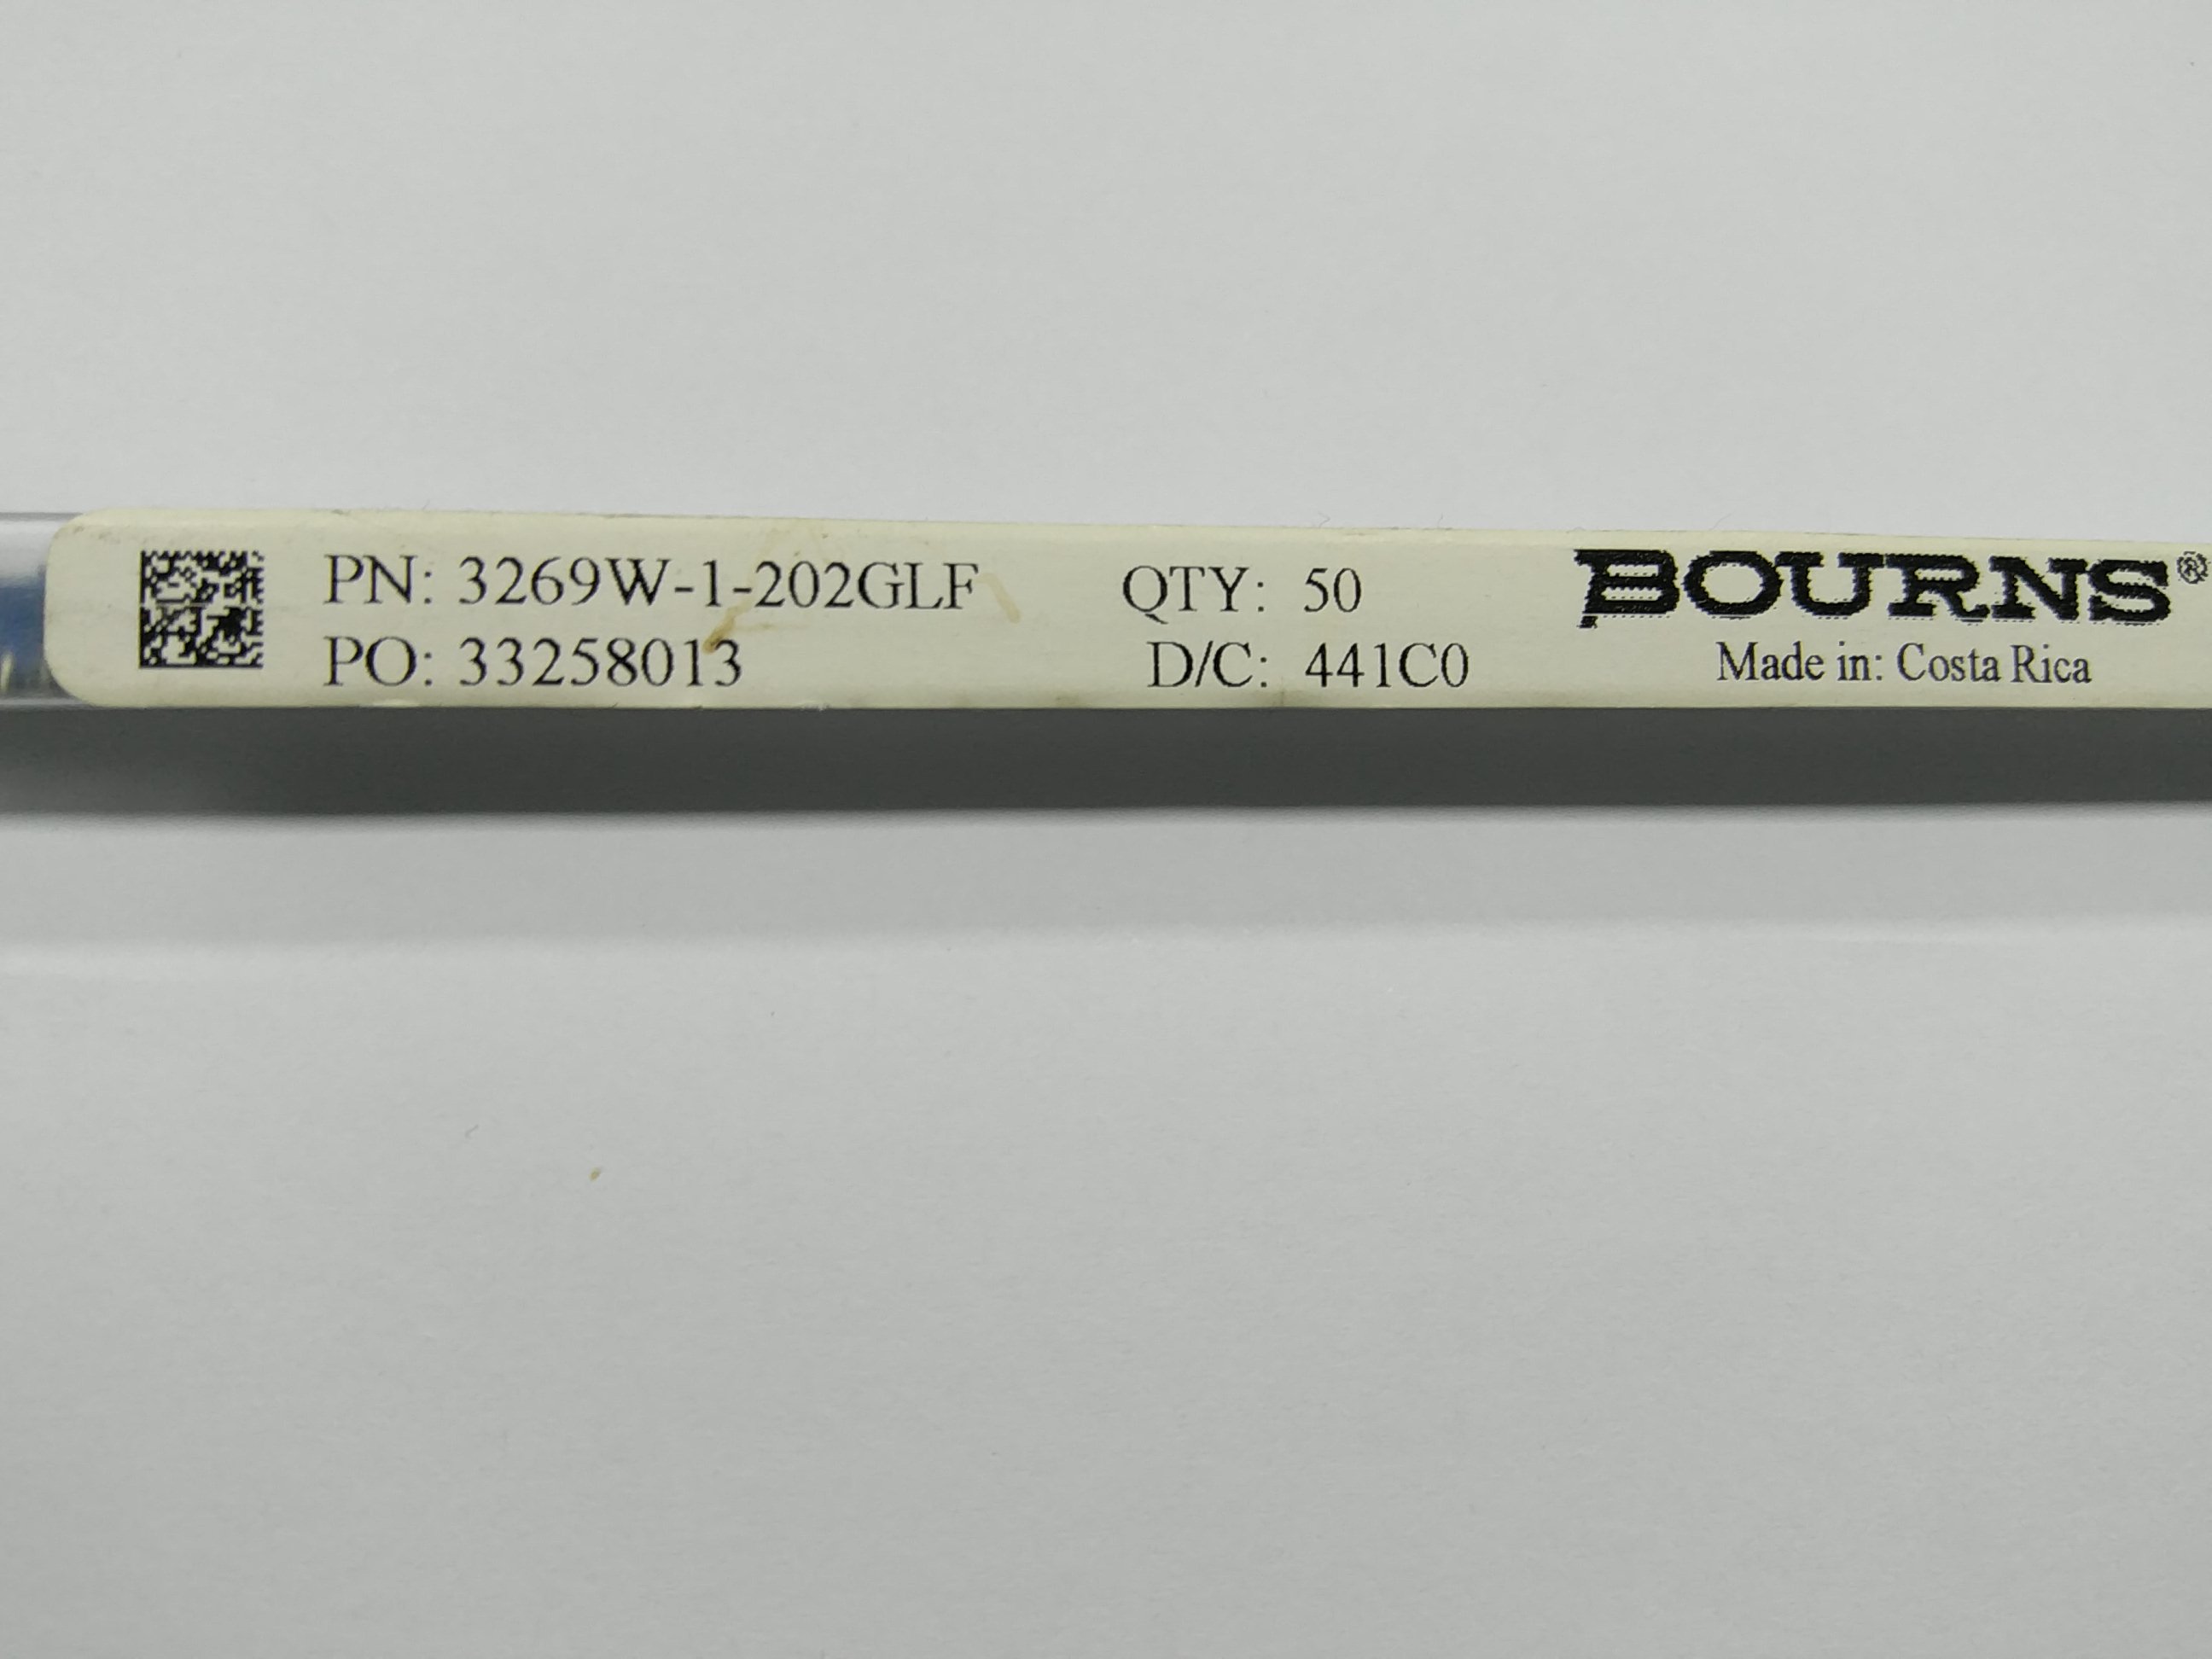 PN: 3269W-1-202GLF QTY: 50 BOURNS®
PO: 33258013 D/C: 441C0 Made in: Costa Rica